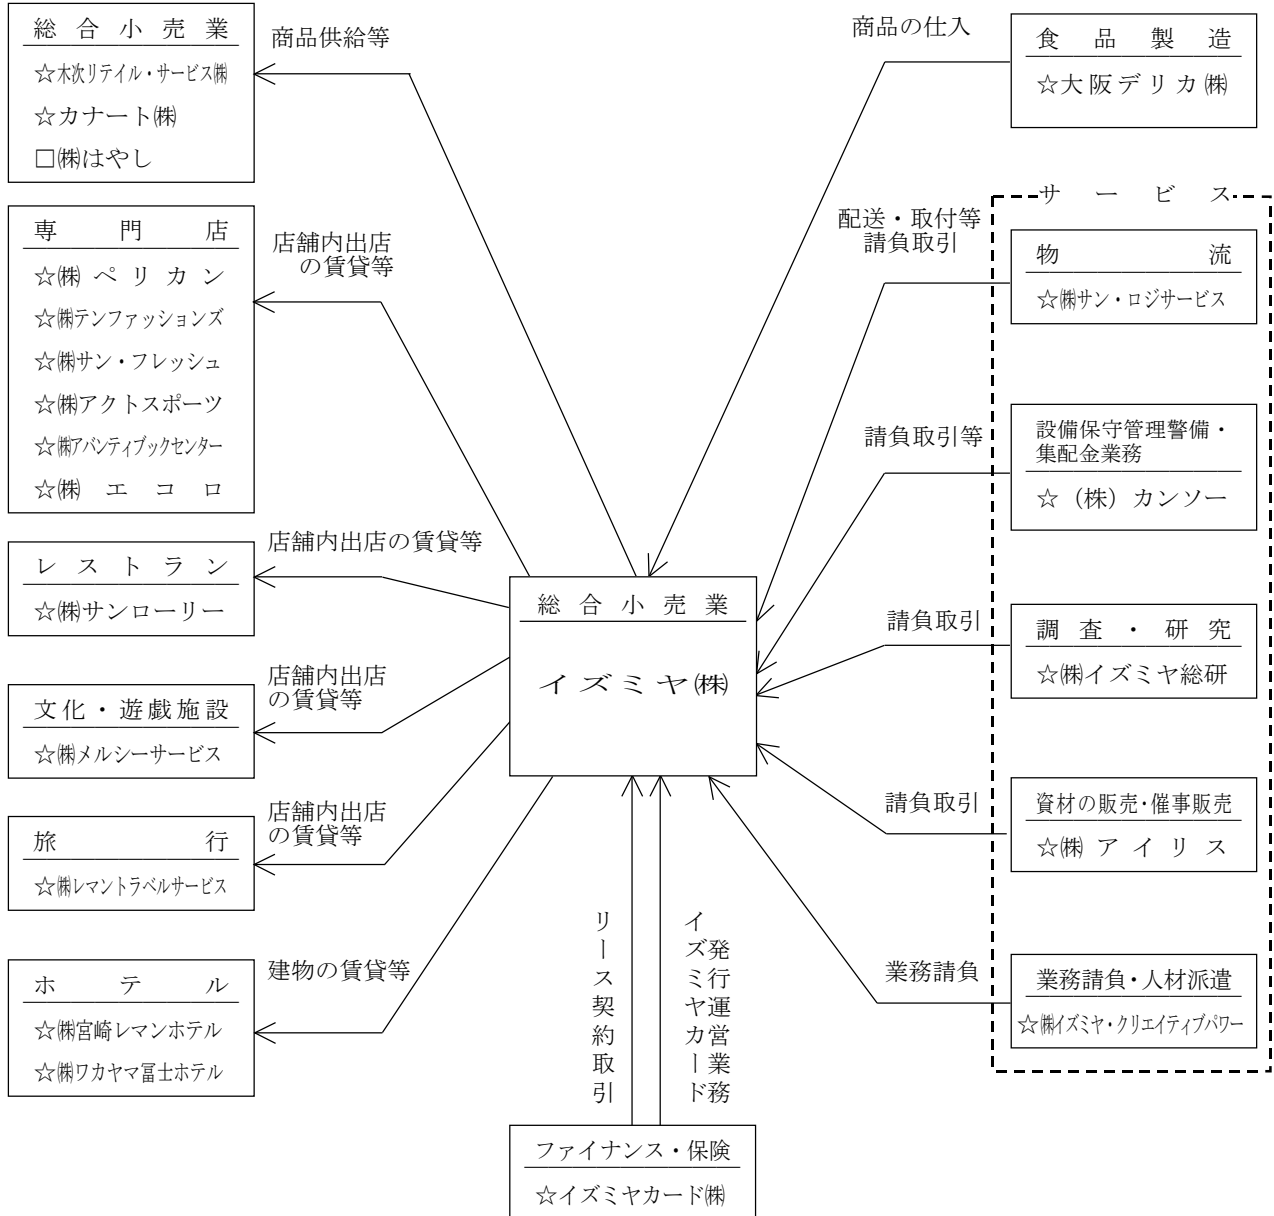 総合小売業
☆木次リテイル・サービス㈱
☆カナート㈱
□㈱はやし
商品供給等
商品の仕入
食品製造
☆大阪デリカ㈱
専門店
☆㈱ペリカン
☆㈱テンファッションズ
☆㈱サン・フレッシュ
☆㈱アクトスポーツ
☆㈱アバンティブックセンター
☆㈱エコロ
店舗内出店
の賃貸等
サービス
配送・取付等
請負取引
物流
☆㈱サン・ロジサービス
請負取引等
設備保守管理警備・
集配金業務
☆(株)カンソー
レストラン
☆㈱サンローリー
店舗内出店の賃貸等
総合小売業
イズミヤ㈱
請負取引
調査・研究
☆㈱イズミヤ総研
文化・遊戯施設
☆㈱メルシーサービス
店舗内出店
の賃貸等
請負取引
資材の販売・催事販売
☆㈱アイリス
旅行
☆㈱レマントラベルサービス
店舗内出店
の賃貸等
業務請負
業務請負・人材派遣
☆㈱イズミヤ・クリエイティブパワー
ホテル
☆㈱宮崎レマンホテル
☆㈱ワカヤマ冨士ホテル
建物の賃貸等
リース契約取引
イズミヤカード
発行運営業務
ファイナンス・保険
☆イズミヤカード㈱